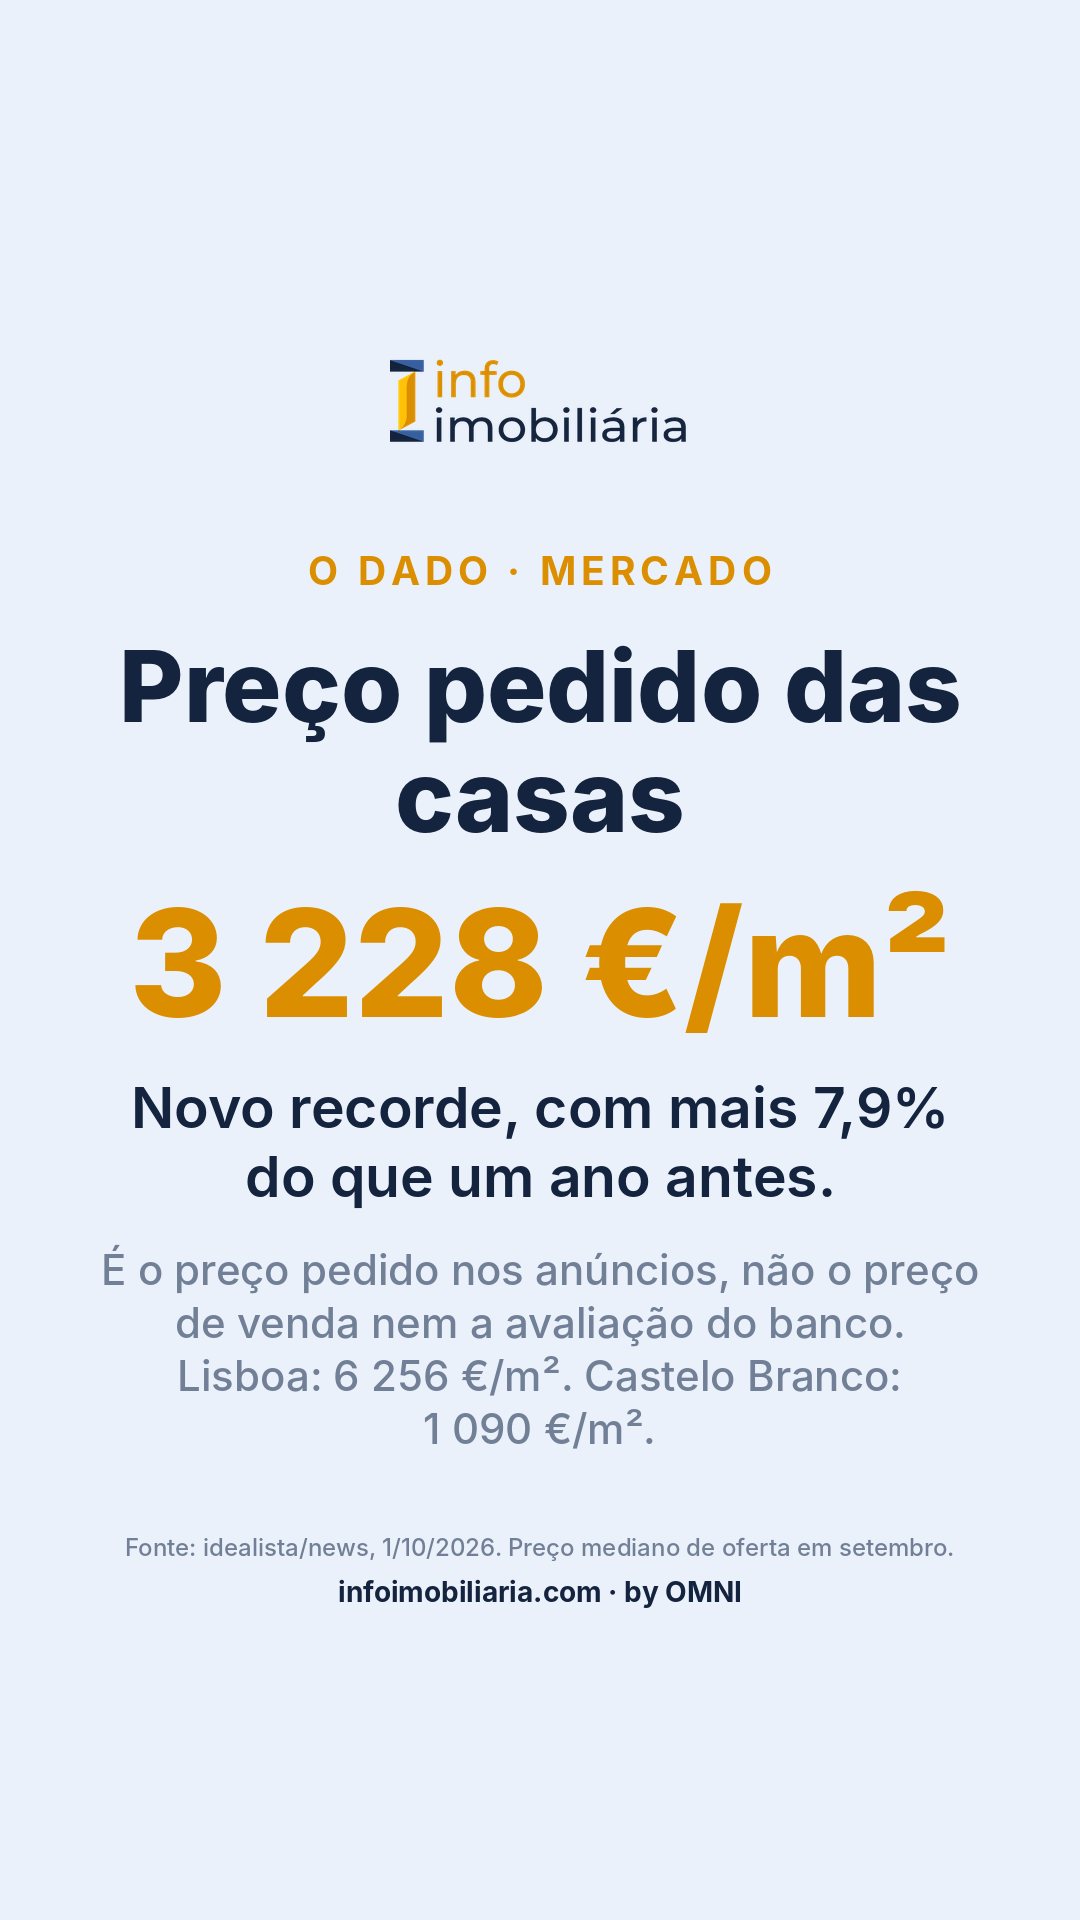 info
imobiliária
O DADO · MERCADO
Preço pedido das
casas
3 228 €/m²
Novo recorde, com mais 7,9%
do que um ano antes.
É o preço pedido nos anúncios, não o preço
de venda nem a avaliação do banco.
Lisboa: 6 256 €/m². Castelo Branco:
1 090 €/m².
Fonte: idealista/news, 1/10/2026. Preço mediano de oferta em setembro.
infoimobiliaria.com · by OMNI